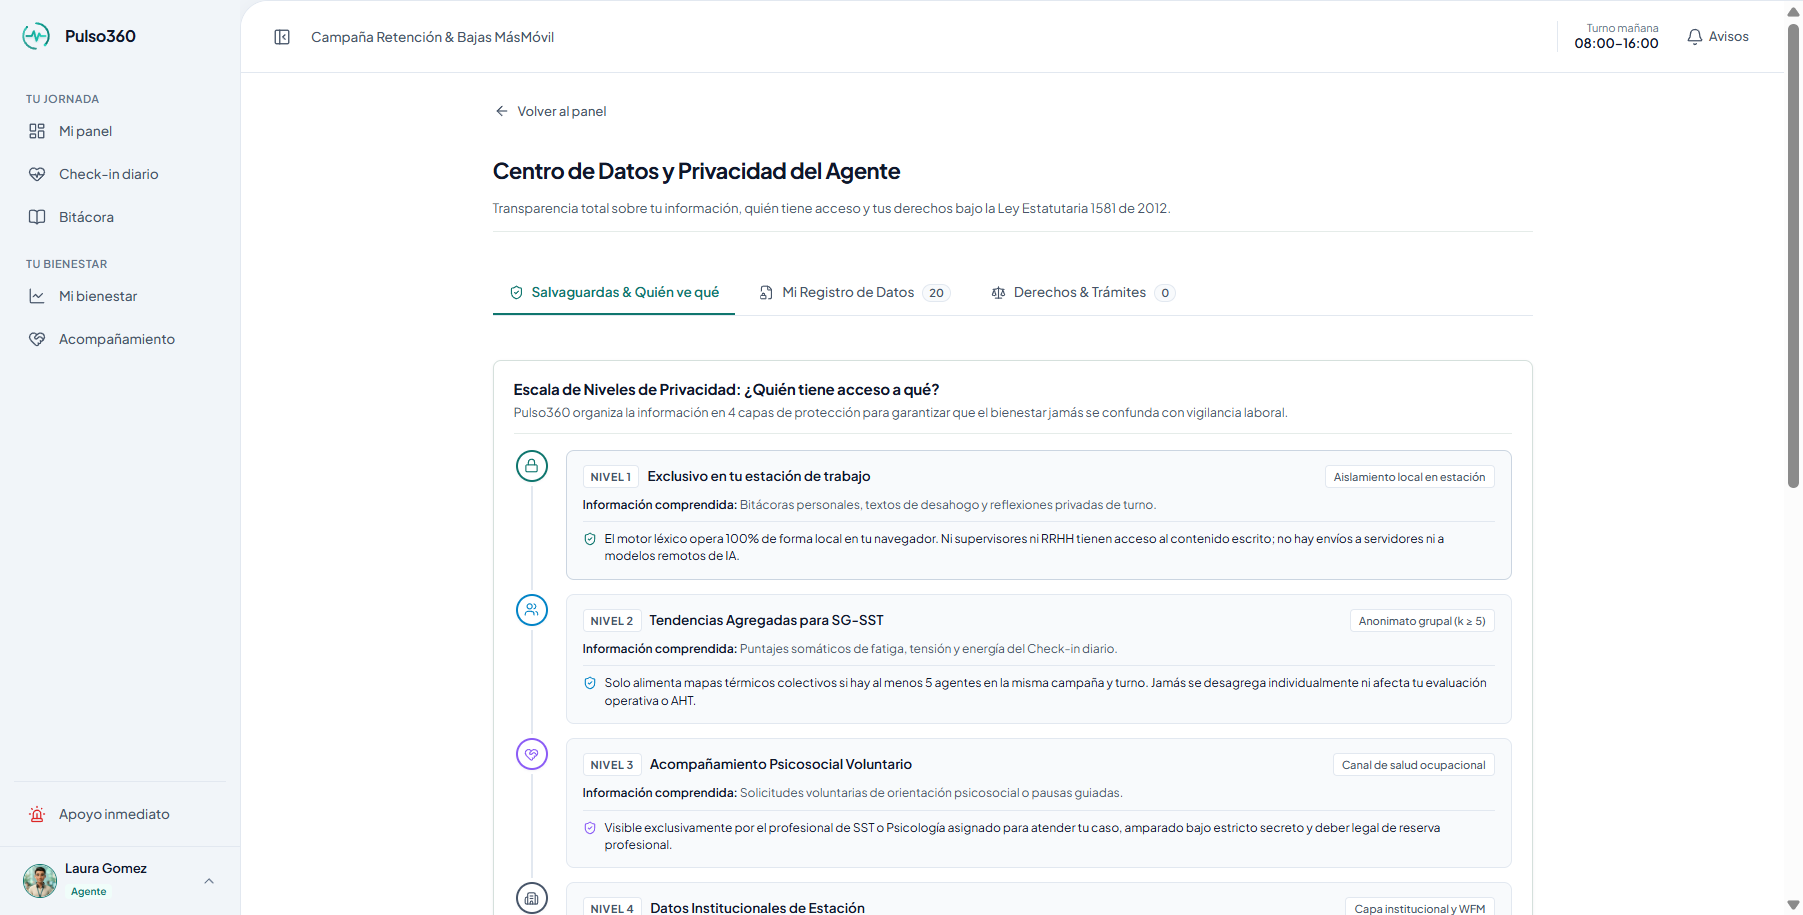 Pulso360
Campaña Retención & Bajas MásMóvil
Turno mañana
08:00–16:00
Avisos
TU JORNADA
Mi panel
Check-in diario
Bitácora
TU BIENESTAR
Mi bienestar
Acompañamiento
Apoyo inmediato
Laura Gomez
Agente
Volver al panel
Centro de Datos y Privacidad del Agente
Transparencia total sobre tu información, quién tiene acceso y tus derechos bajo la Ley Estatutaria 1581 de 2012.
Salvaguardas & Quién ve qué
Mi Registro de Datos 20
Derechos & Trámites 0
Escala de Niveles de Privacidad: ¿Quién tiene acceso a qué?
Pulso360 organiza la información en 4 capas de protección para garantizar que el bienestar jamás se confunda con vigilancia laboral.
NIVEL 1 Exclusivo en tu estación de trabajo
Aislamiento local en estación
Información comprendida: Bitácoras personales, textos de desahogo y reflexiones privadas de turno.
El motor léxico opera 100% de forma local en tu navegador. Ni supervisores ni RRHH tienen acceso al contenido escrito; no hay envíos a servidores ni a
modelos remotos de IA.
NIVEL 2 Tendencias Agregadas para SG-SST
Anonimato grupal (k ≥ 5)
Información comprendida: Puntajes somáticos de fatiga, tensión y energía del Check-in diario.
Solo alimenta mapas térmicos colectivos si hay al menos 5 agentes en la misma campaña y turno. Jamás se desagrega individualmente ni afecta tu evaluación
operativa o AHT.
NIVEL 3 Acompañamiento Psicosocial Voluntario
Canal de salud ocupacional
Información comprendida: Solicitudes voluntarias de orientación psicosocial o pausas guiadas.
Visible exclusivamente por el profesional de SST o Psicología asignado para atender tu caso, amparado bajo estricto secreto y deber legal de reserva
profesional.
NIVEL 4 Datos Institucionales de Estación
Capa institucional y WFM